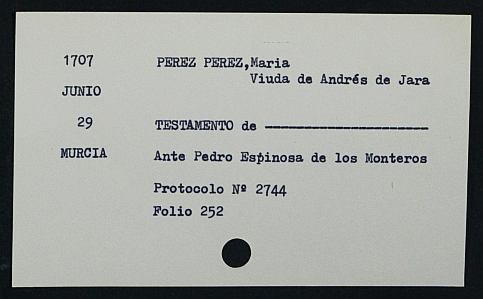 1707 PEREZ PEREZ,Maria
Viuda de Andrés de Jara
JUNIO
29 TESTAMENTO de ----------------------
MURCIA Ante Pedro Espinosa de los Monteros
Protocolo Nº 2744
Folio 252